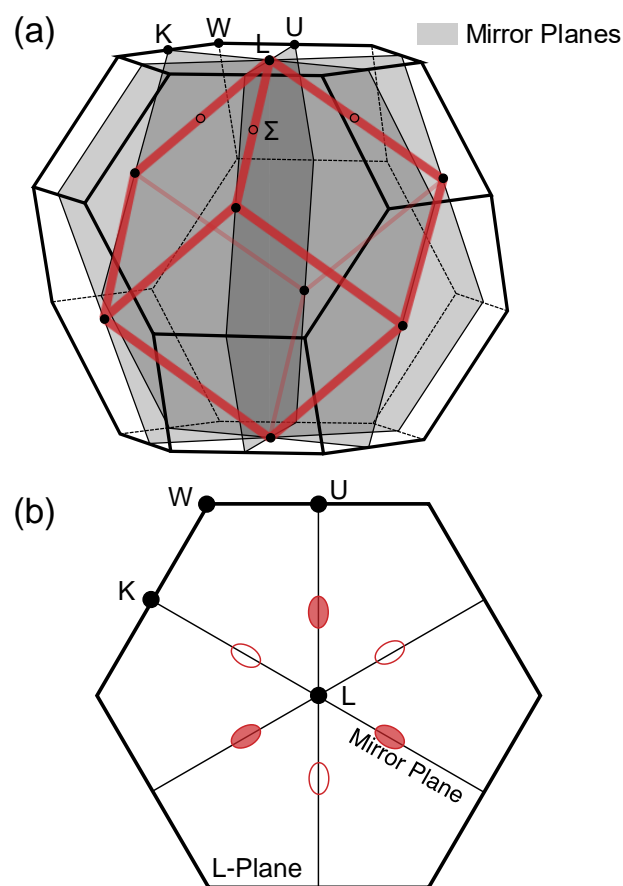 (a)
K
W
U
L
Mirror Planes
Σ
(b)
W
U
K
L
Mirror Plane
L-Plane